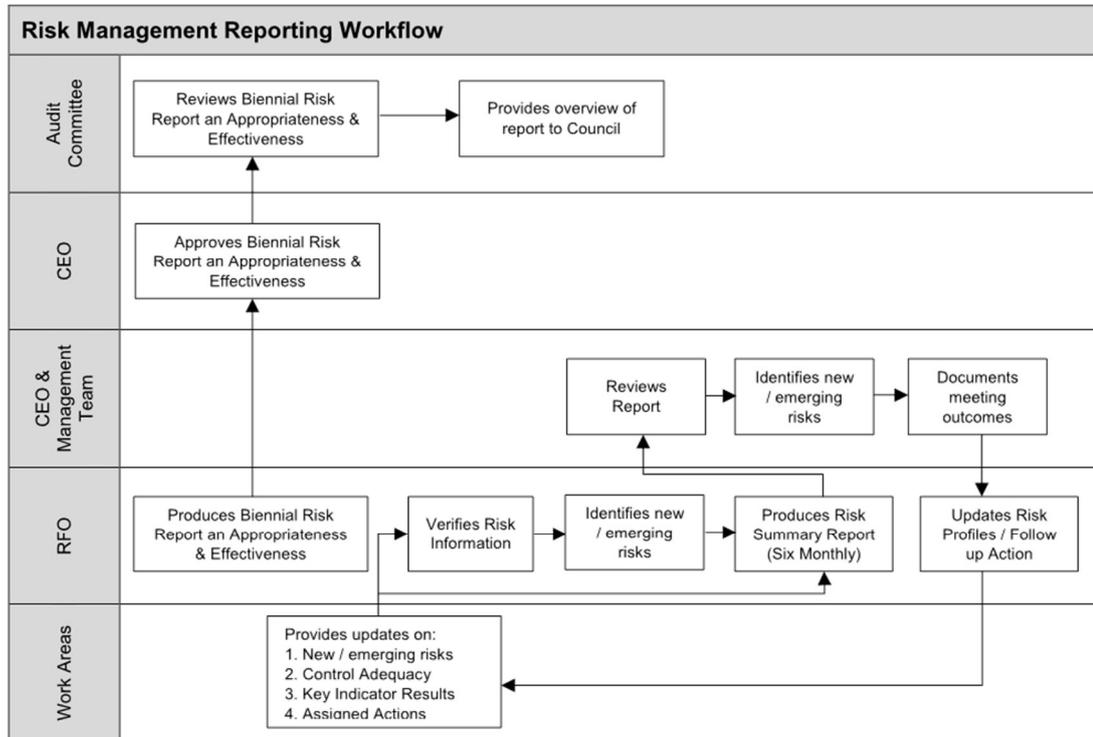 Risk Management Reporting Workflow
Audit
Committee
Reviews Biennial Risk
Report an Appropriateness &
Effectiveness
Provides overview of
report to Council
CEO
Approves Biennial Risk
Report an Appropriateness &
Effectiveness
CEO &
Management
Team
Reviews
Report
Identifies new
/ emerging
risks
Documents
meeting
outcomes
RFO
Produces Biennial Risk
Report an Appropriateness
& Effectiveness
Verifies Risk
Information
Identifies new
/ emerging
risks
Produces Risk
Summary Report
(Six Monthly)
Updates Risk
Profiles / Follow
up Action
Work Areas
Provides updates on:
1. New / emerging risks
2. Control Adequacy
3. Key Indicator Results
4. Assigned Actions